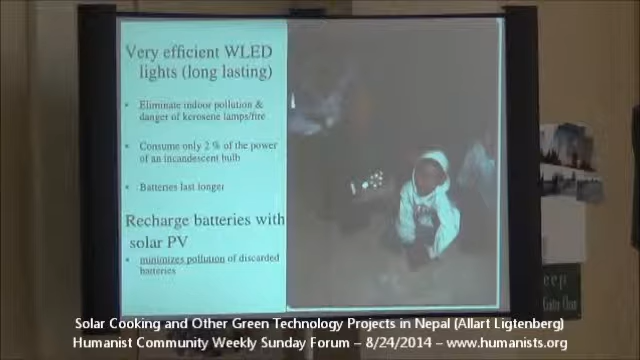 Very efficient WLED
lights (long lasting)
• Eliminate indoor pollution &
danger of kerosene lamps/fire
• Consume only 2 % of the power
of an incandescent bulb
• Batteries last longer
Recharge batteries with
solar PV
• minimizes pollution of discarded
batteries
eep
Solar Cooking and Other Green Technology Projects in Nepal (Allart Ligtenberg)
Humanist Community Weekly Sunday Forum – 8/24/2014 – www.humanists.org